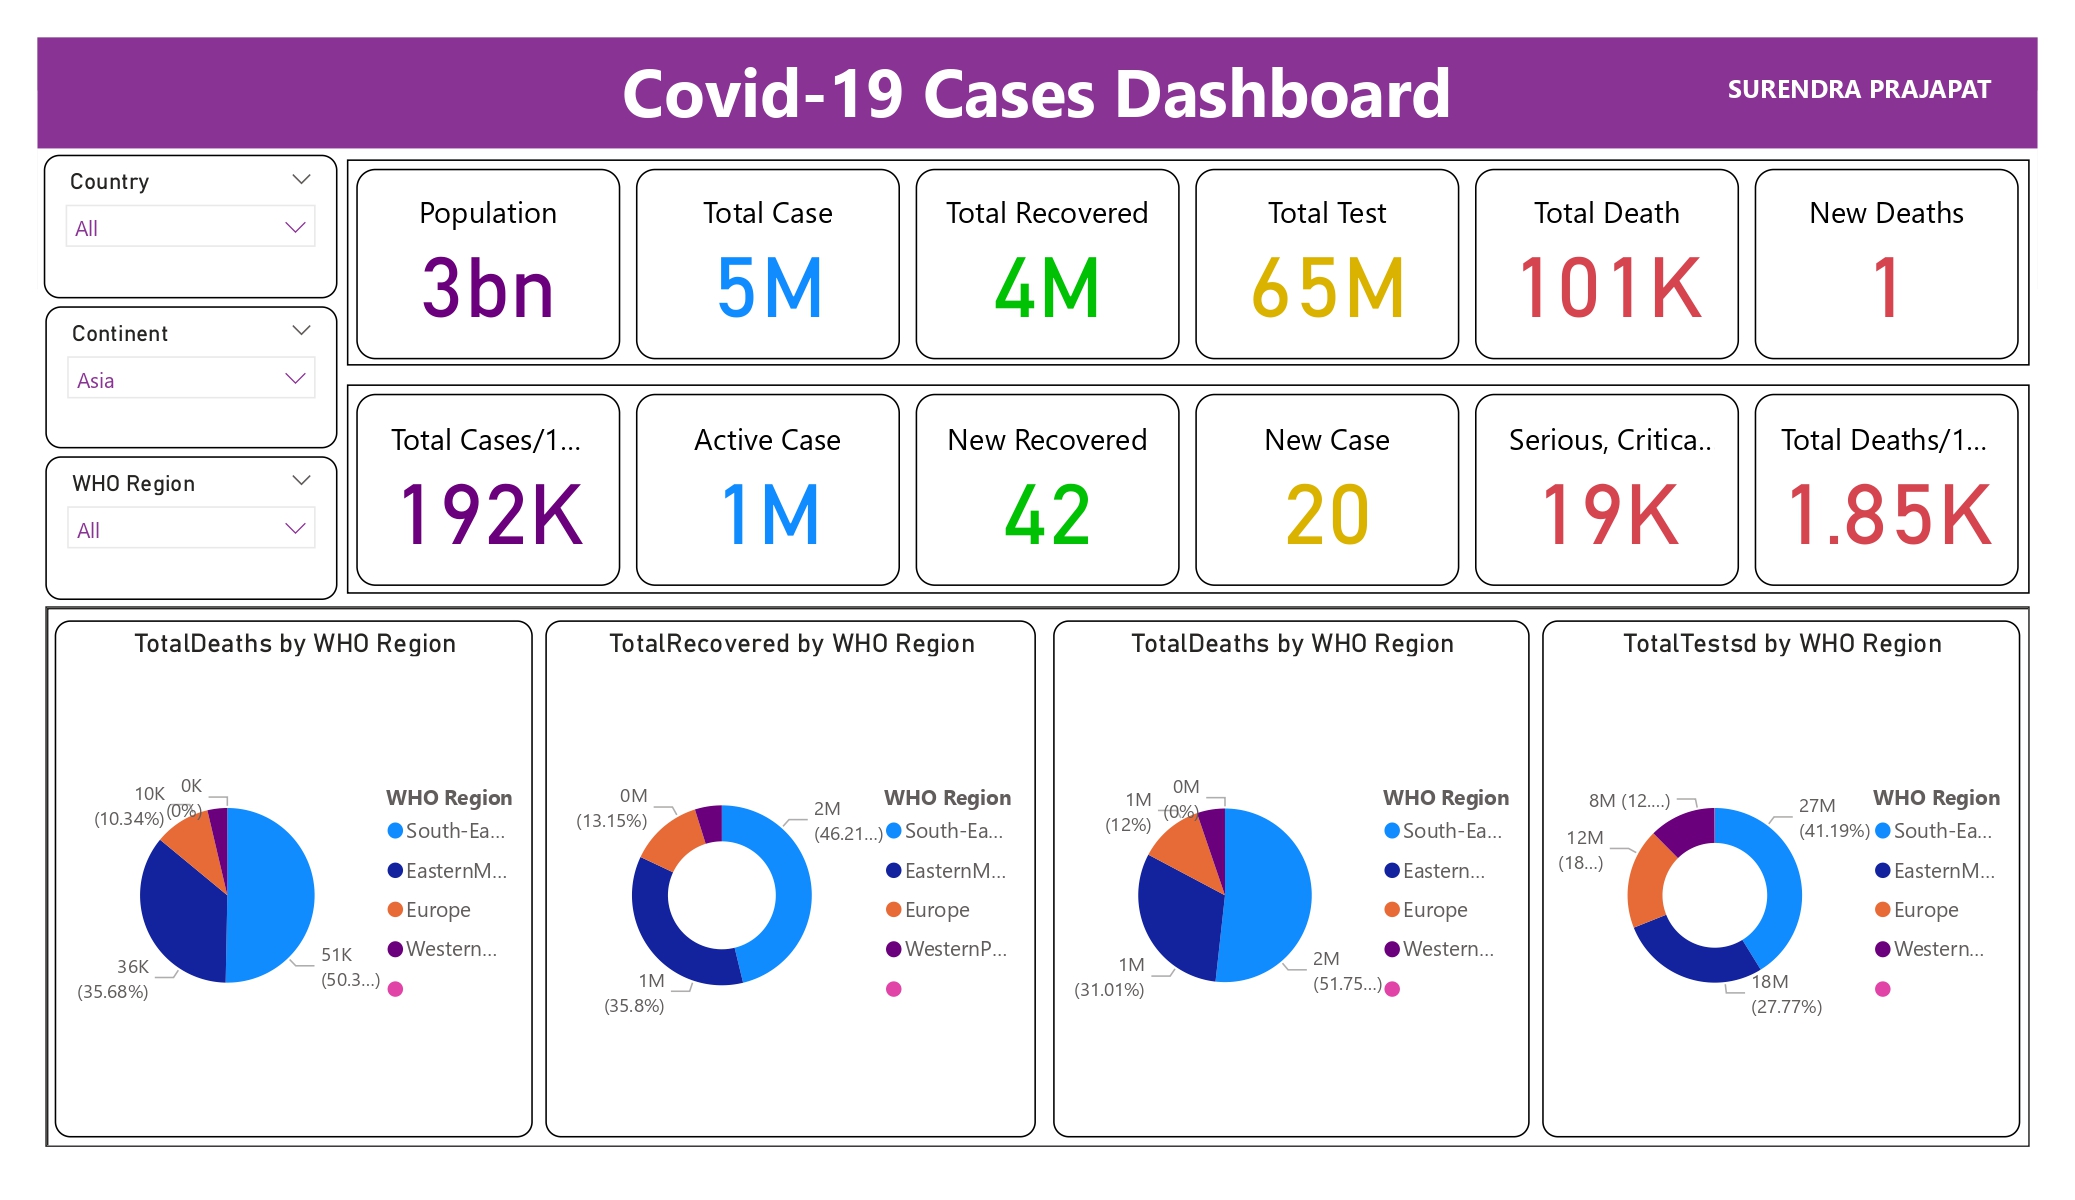 Covid-19 Cases Dashboard
SURENDRA PRAJAPAT
Country
All
Continent
Asia
WHO Region
All
Population
3bn
Total Case
5M
Total Recovered
4M
Total Test
65M
Total Death
101K
New Deaths
1
Total Cases/1...
192K
Active Case
1M
New Recovered
42
New Case
20
Serious, Critica..
19K
Total Deaths/1...
1.85K
TotalDeaths by WHO Region
0K
(0%)
10K
(10.34%)
36K
(35.68%)
51K
(50.3...)
WHO Region
South-Ea...
EasternM...
Europe
Western...
TotalRecovered by WHO Region
0M
(13.15%)
2M
(46.21...)
1M
(35.8%)
WHO Region
South-Ea...
EasternM...
Europe
WesternP...
TotalDeaths by WHO Region
0M
(0%)
1M
(12%)
1M
(31.01%)
2M
(51.75...)
WHO Region
South-Ea...
Eastern...
Europe
Western...
TotalTestsd by WHO Region
8M (12....)
27M
(41.19%)
12M
(18...)
18M
(27.77%)
WHO Region
South-Ea...
EasternM...
Europe
Western...